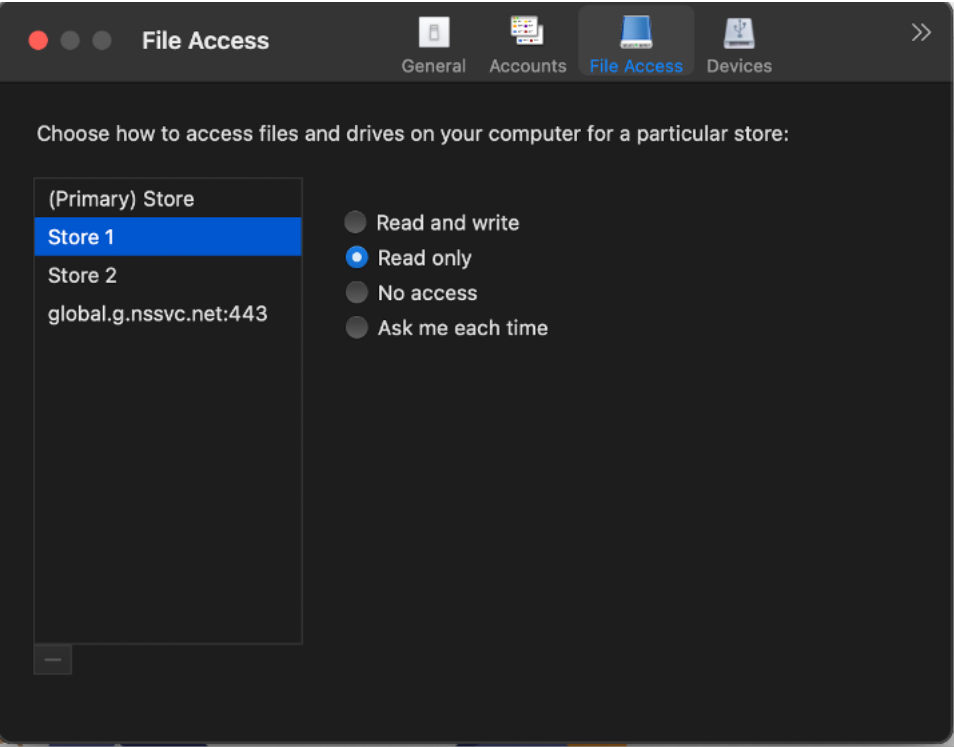 File Access
General
Accounts
File Access
Devices
Choose how to access files and drives on your computer for a particular store:
(Primary) Store
Store 1
Store 2
global.g.nssvc.net:443
Read and write
Read only
No access
Ask me each time